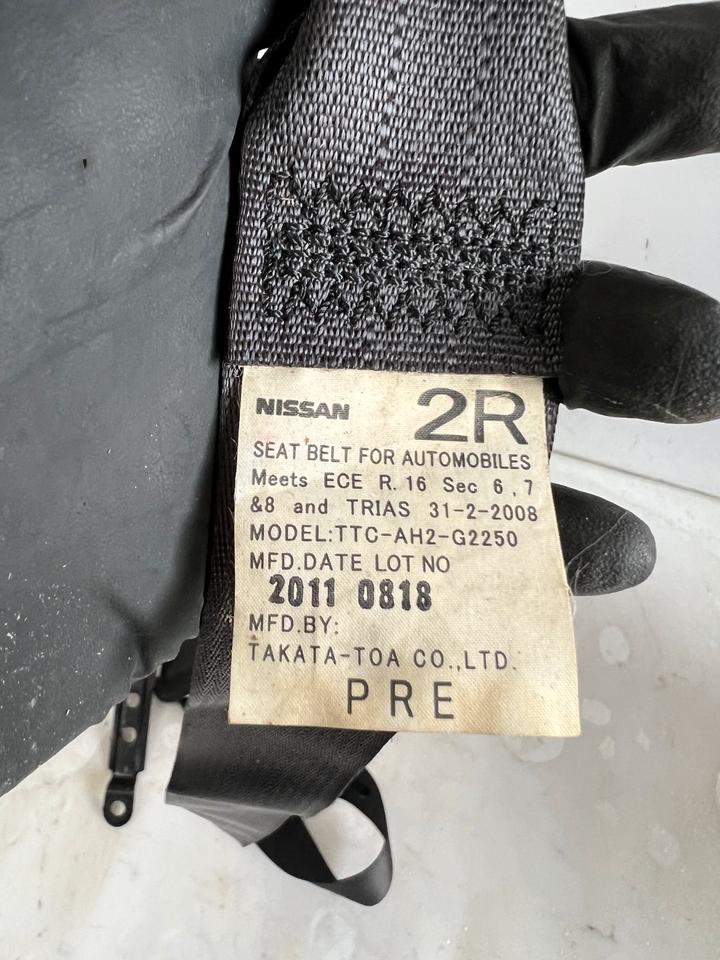 NISSAN 2R
SEAT BELT FOR AUTOMOBILES
Meets ECE R.16 Sec 6,7
&8 and TRIAS 31-2-2008
MODEL:TTC-AH2-G2250
MFD.DATE LOT NO
2011 0818
MFD.BY:
TAKATA-TOA CO.,LTD.
PRE